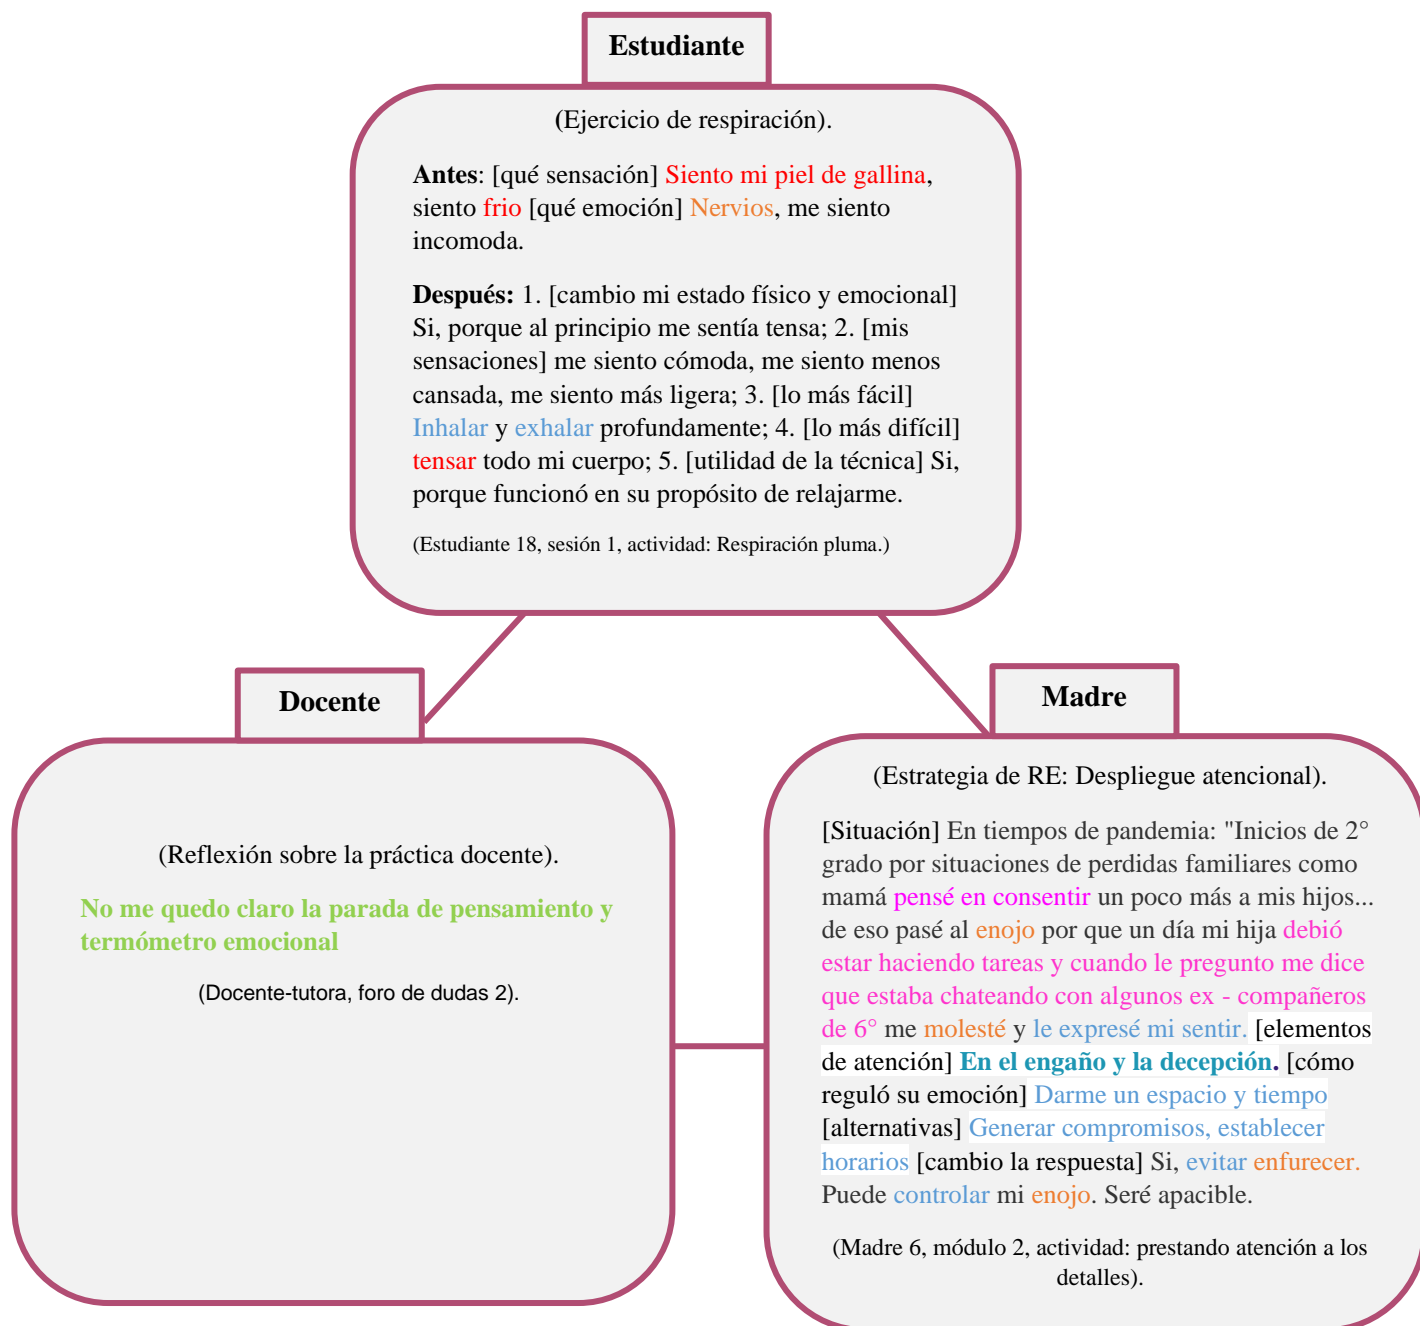 Estudiante
(Ejercicio de respiración).
Antes: [qué sensación] Siento mi piel de gallina,
siento frio [qué emoción] Nervios, me siento
incomoda.
Después: 1. [cambio mi estado físico y emocional]
Si, porque al principio me sentía tensa; 2. [mis
sensaciones] me siento cómoda, me siento menos
cansada, me siento más ligera; 3. [lo más fácil]
Inhalar y exhalar profundamente; 4. [lo más difícil]
tensar todo mi cuerpo; 5. [utilidad de la técnica] Si,
porque funcionó en su propósito de relajarme.
(Estudiante 18, sesión 1, actividad: Respiración pluma.)
Docente
(Reflexión sobre la práctica docente).
No me quedo claro la parada de pensamiento y
termómetro emocional
(Docente-tutora, foro de dudas 2).
Madre
(Estrategia de RE: Despliegue atencional).
[Situación] En tiempos de pandemia: "Inicios de 2°
grado por situaciones de perdidas familiares como
mamá pensé en consentir un poco más a mis hijos...
de eso pasé al enojo por que un día mi hija debió
estar haciendo tareas y cuando le pregunto me dice
que estaba chateando con algunos ex - compañeros
de 6° me molesté y le expresé mi sentir. [elementos
de atención] En el engaño y la decepción. [cómo
reguló su emoción] Darme un espacio y tiempo
[alternativas] Generar compromisos, establecer
horarios [cambio la respuesta] Si, evitar enfurecer.
Puede controlar mi enojo. Seré apacible.
(Madre 6, módulo 2, actividad: prestando atención a los
detalles).